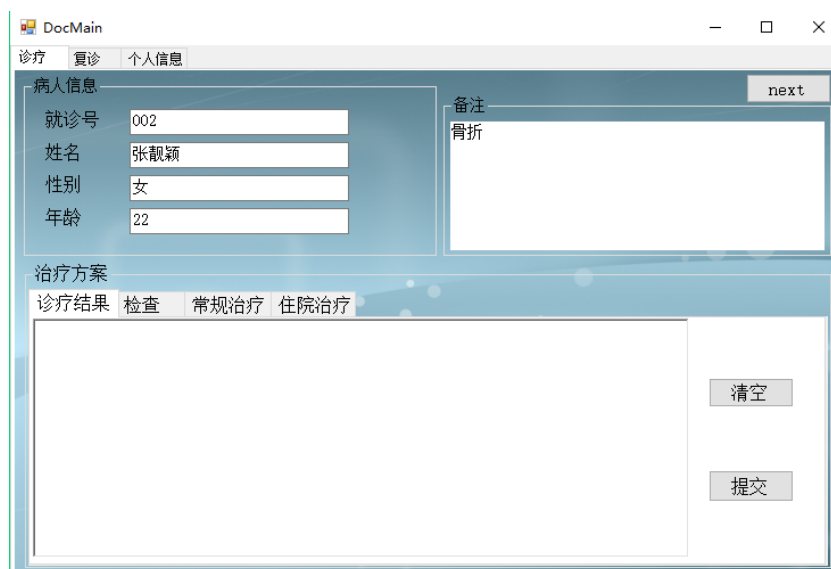 DocMain
诊疗 复诊 个人信息
病人信息
next
备注
就诊号 002
骨折
姓名 张靓颖
性别 女
年龄 22
治疗方案
诊疗结果 检查 常规治疗 住院治疗
清空
提交